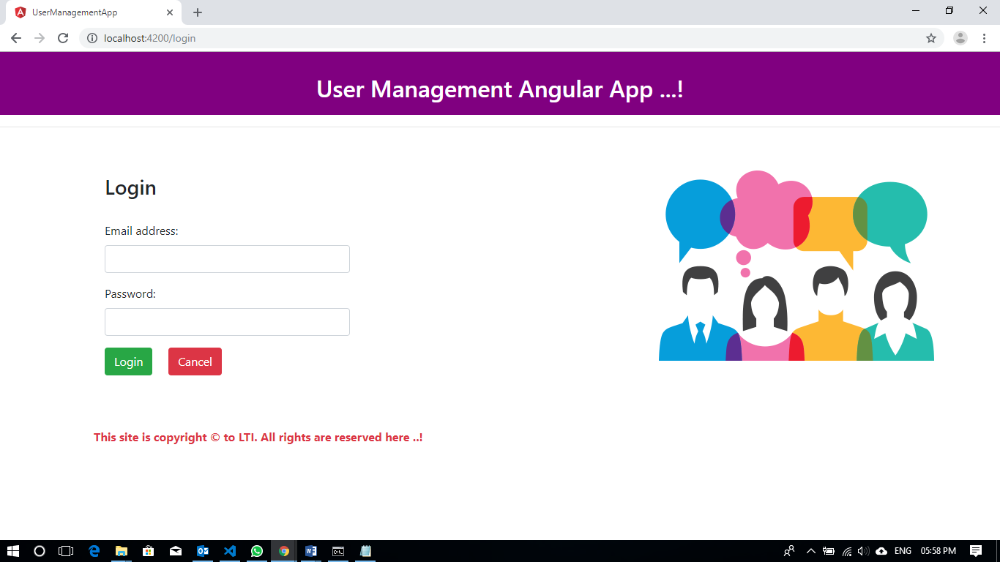 UserManagementApp
localhost:4200/login
User Management Angular App ...!
Login
Email address:
Password:
Login Cancel
This site is copyright © to LTI. All rights are reserved here ..!
ENG 05:58 PM